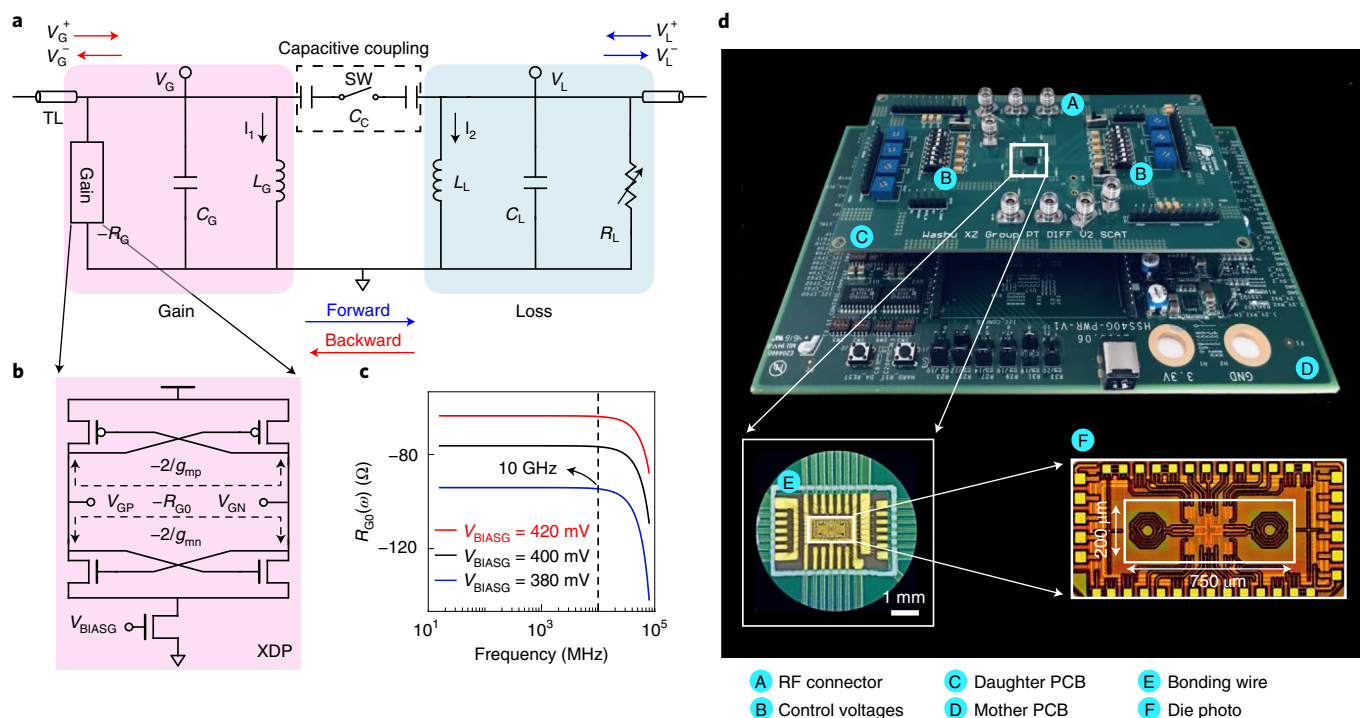 a
V_G^+
V_G^-
Capacitive coupling
V_L^+
V_L^-
V_G
SW
V_L
TL
C_C
I_1
I_2
Gain
L_G
L_L
C_G
C_L
–R_G
R_L
Gain
Forward
Loss
Backward
b
–2/g_mp
V_GP
–R_G0
V_GN
–2/g_mn
V_BIASG
XDP
c
R_G0(ω) (Ω)
–80
–120
10 GHz
V_BIASG = 420 mV
V_BIASG = 400 mV
V_BIASG = 380 mV
10^1
10^3
10^5
Frequency (MHz)
d
A
B
B
C
Washu XZ Group PT DIFF V2 SCAT
HSS40G-PWR-V1
3.3V
GND
D
E
1 mm
F
200 μm
750 μm
A RF connector
C Daughter PCB
E Bonding wire
B Control voltages
D Mother PCB
F Die photo